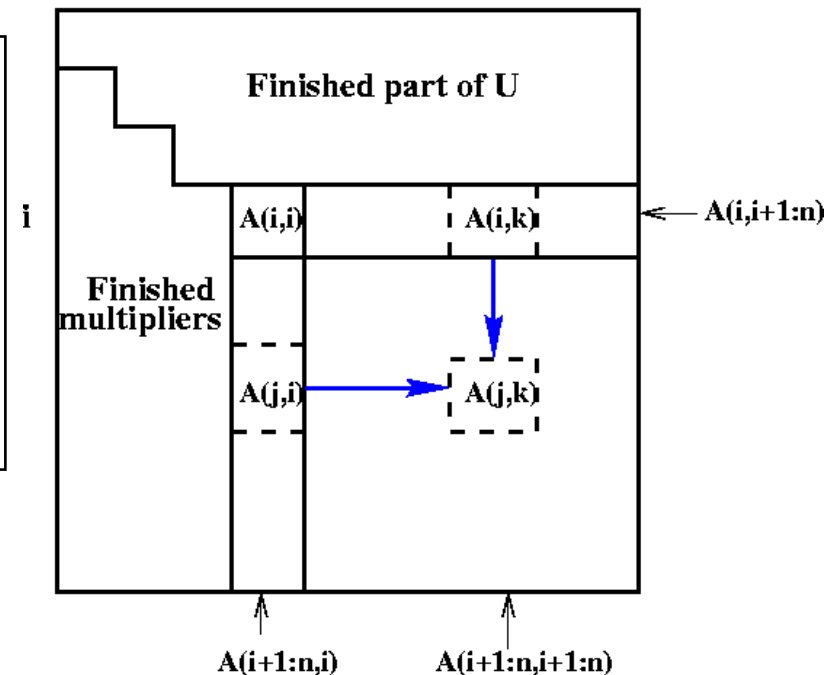 Finished part of U
i
A(i,i)
A(i,k)
A(i,i+1:n)
Finished
multipliers
A(j,i)
A(j,k)
A(i+1:n,i)
A(i+1:n,i+1:n)